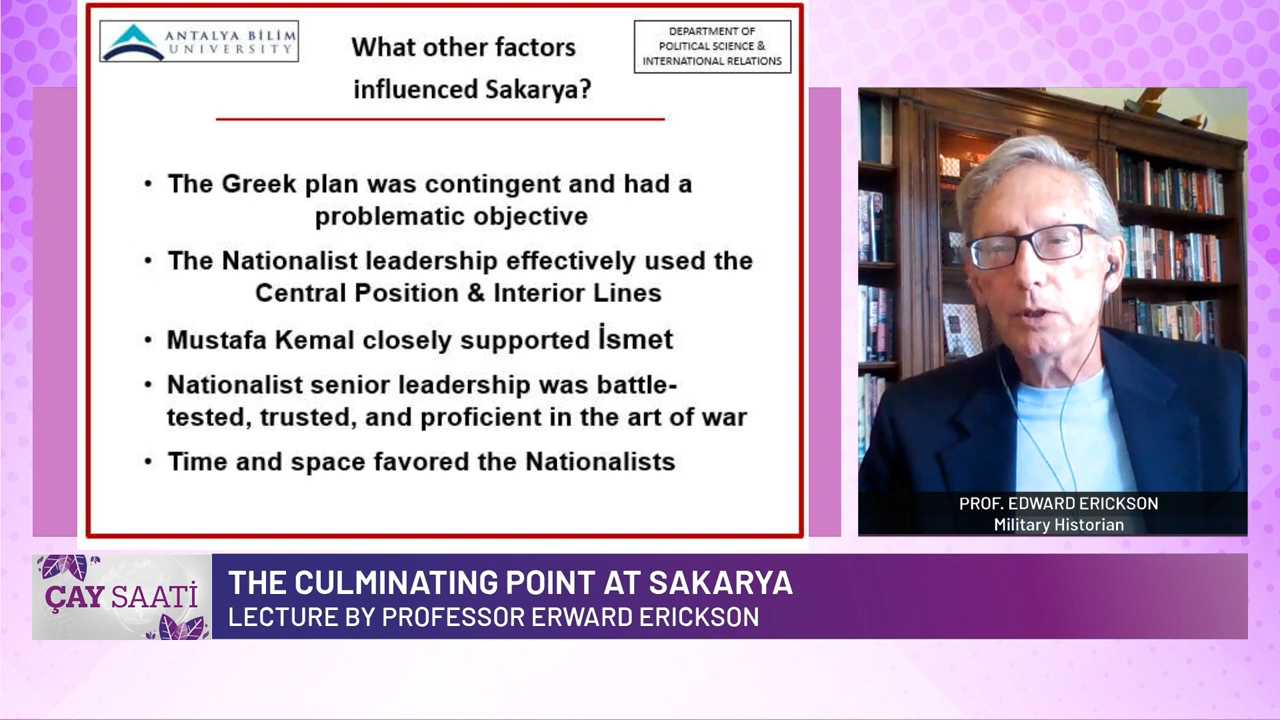 ANTALYA BİLİM
UNIVERSITY
What other factors
influenced Sakarya?
DEPARTMENT OF
POLITICAL SCIENCE &
INTERNATIONAL RELATIONS
• The Greek plan was contingent and had a
problematic objective
• The Nationalist leadership effectively used the
Central Position & Interior Lines
• Mustafa Kemal closely supported İsmet
• Nationalist senior leadership was battle-
tested, trusted, and proficient in the art of war
• Time and space favored the Nationalists
PROF. EDWARD ERICKSON
Military Historian
ÇAY SAATİ
THE CULMINATING POINT AT SAKARYA
LECTURE BY PROFESSOR ERWARD ERICKSON